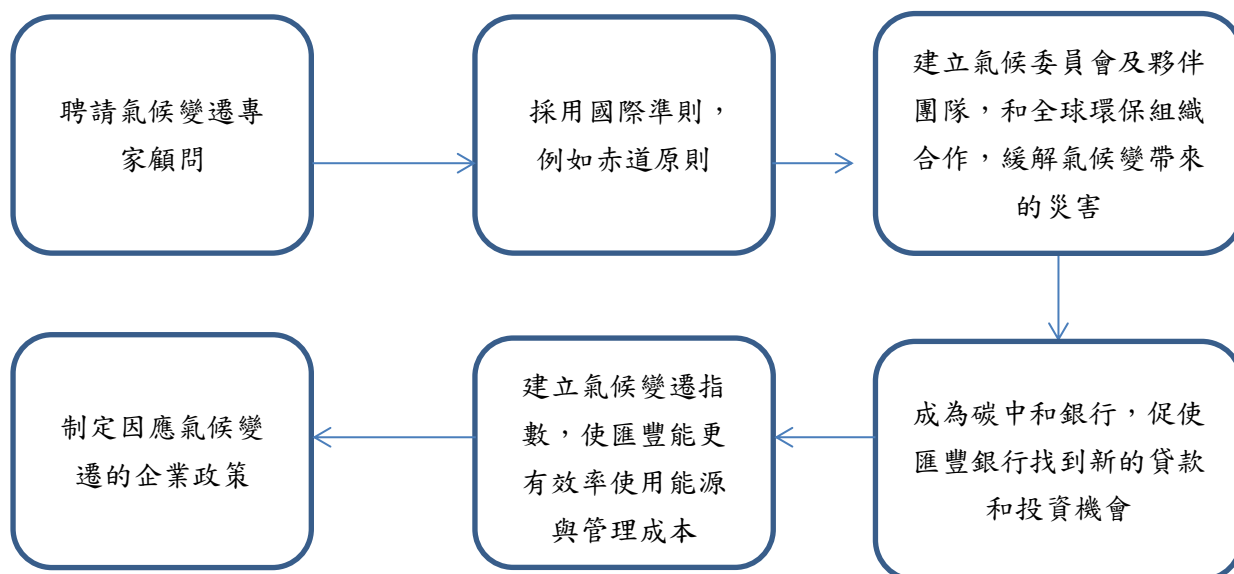 聘請氣候變遷專
家顧問
採用國際準則，
例如赤道原則
建立氣候委員會及夥伴
團隊，和全球環保組織
合作，緩解氣候變帶來
的災害
成為碳中和銀行，促使
匯豐銀行找到新的貸款
和投資機會
建立氣候變遷指
數，使匯豐能更
有效率使用能源
與管理成本
制定因應氣候變
遷的企業政策